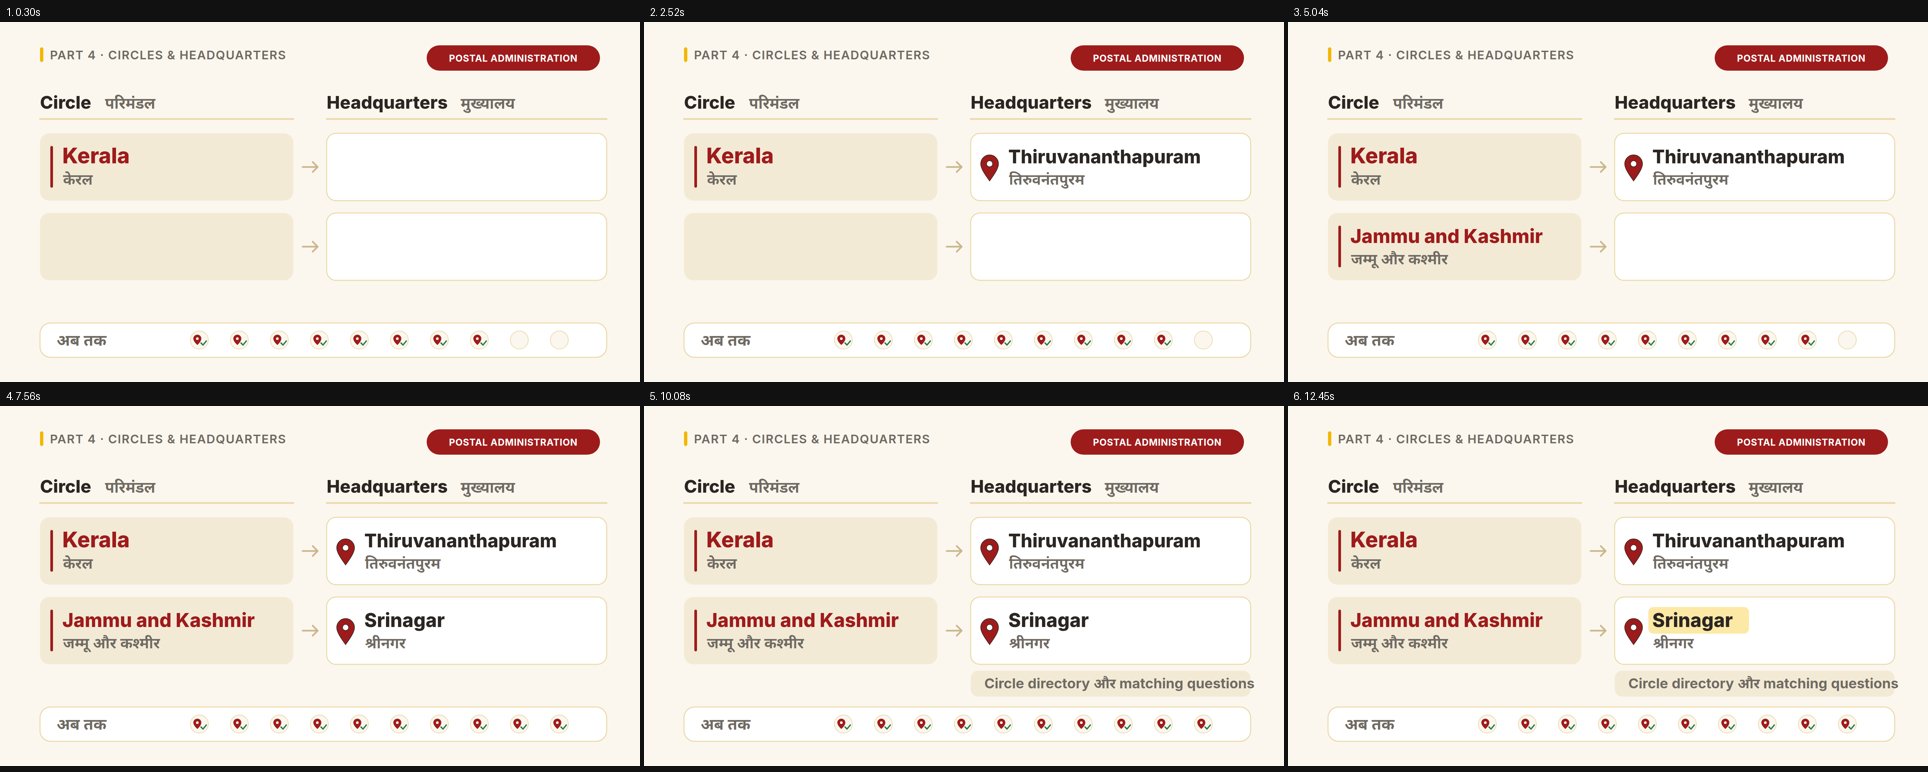 1. 0.30s
PART 4 · CIRCLES & HEADQUARTERS
POSTAL ADMINISTRATION
Circle परिमंडल
Headquarters मुख्यालय
Kerala
केरल
अब तक
2. 2.52s
PART 4 · CIRCLES & HEADQUARTERS
POSTAL ADMINISTRATION
Circle परिमंडल
Headquarters मुख्यालय
Kerala
केरल
Thiruvananthapuram
तिरुवनंतपुरम
अब तक
3. 5.04s
PART 4 · CIRCLES & HEADQUARTERS
POSTAL ADMINISTRATION
Circle परिमंडल
Headquarters मुख्यालय
Kerala
केरल
Thiruvananthapuram
तिरुवनंतपुरम
Jammu and Kashmir
जम्मू और कश्मीर
अब तक
4. 7.56s
PART 4 · CIRCLES & HEADQUARTERS
POSTAL ADMINISTRATION
Circle परिमंडल
Headquarters मुख्यालय
Kerala
केरल
Thiruvananthapuram
तिरुवनंतपुरम
Jammu and Kashmir
जम्मू और कश्मीर
Srinagar
श्रीनगर
अब तक
5. 10.08s
PART 4 · CIRCLES & HEADQUARTERS
POSTAL ADMINISTRATION
Circle परिमंडल
Headquarters मुख्यालय
Kerala
केरल
Thiruvananthapuram
तिरुवनंतपुरम
Jammu and Kashmir
जम्मू और कश्मीर
Srinagar
श्रीनगर
Circle directory और matching questions
अब तक
6. 12.45s
PART 4 · CIRCLES & HEADQUARTERS
POSTAL ADMINISTRATION
Circle परिमंडल
Headquarters मुख्यालय
Kerala
केरल
Thiruvananthapuram
तिरुवनंतपुरम
Jammu and Kashmir
जम्मू और कश्मीर
Srinagar
श्रीनगर
Circle directory और matching questions
अब तक